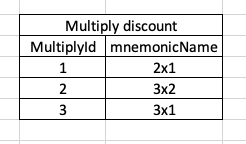 Multiply discount
MultiplyId mnemonicName
1 2x1
2 3x2
3 3x1